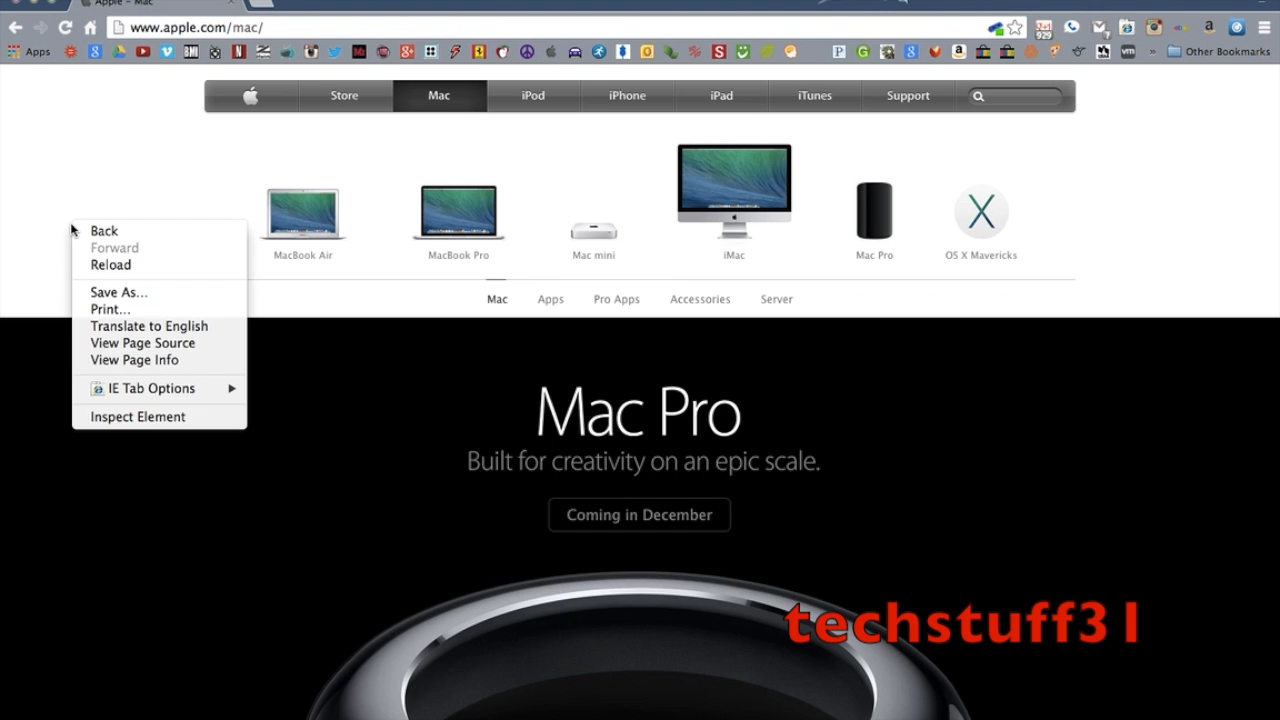 Apple - Mac
www.apple.com/mac/
929
Apps
Other Bookmarks
Store Mac iPod iPhone iPad iTunes Support
MacBook Air MacBook Pro Mac mini iMac Mac Pro OS X Mavericks
Mac Apps Pro Apps Accessories Server
Back
Forward
Reload
Save As...
Print...
Translate to English
View Page Source
View Page Info
IE Tab Options
Inspect Element
Mac Pro
Built for creativity on an epic scale.
Coming in December
techstuff31